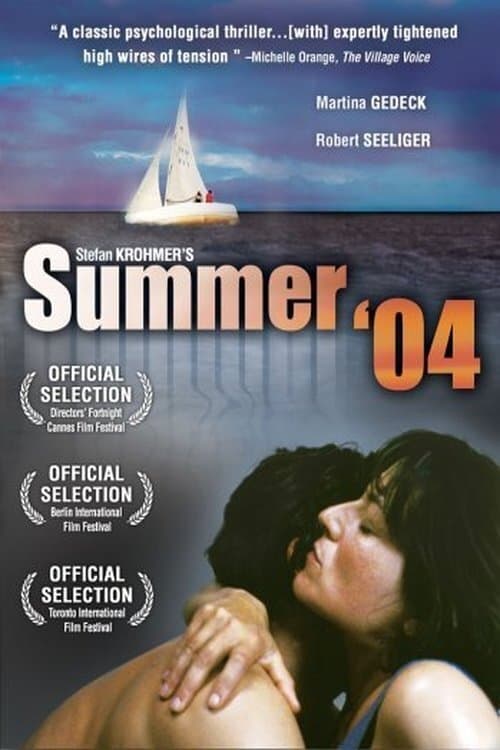 “A classic psychological thriller...[with] expertly tightened
high wires of tension ” –Michelle Orange, The Village Voice
Martina GEDECK
Robert SEELIGER
Stefan KROHMER'S
Summer ‘04
OFFICIAL
SELECTION
Directors' Fortnight
Cannes Film Festival
OFFICIAL
SELECTION
Berlin International
Film Festival
OFFICIAL
SELECTION
Toronto International
Film Festival